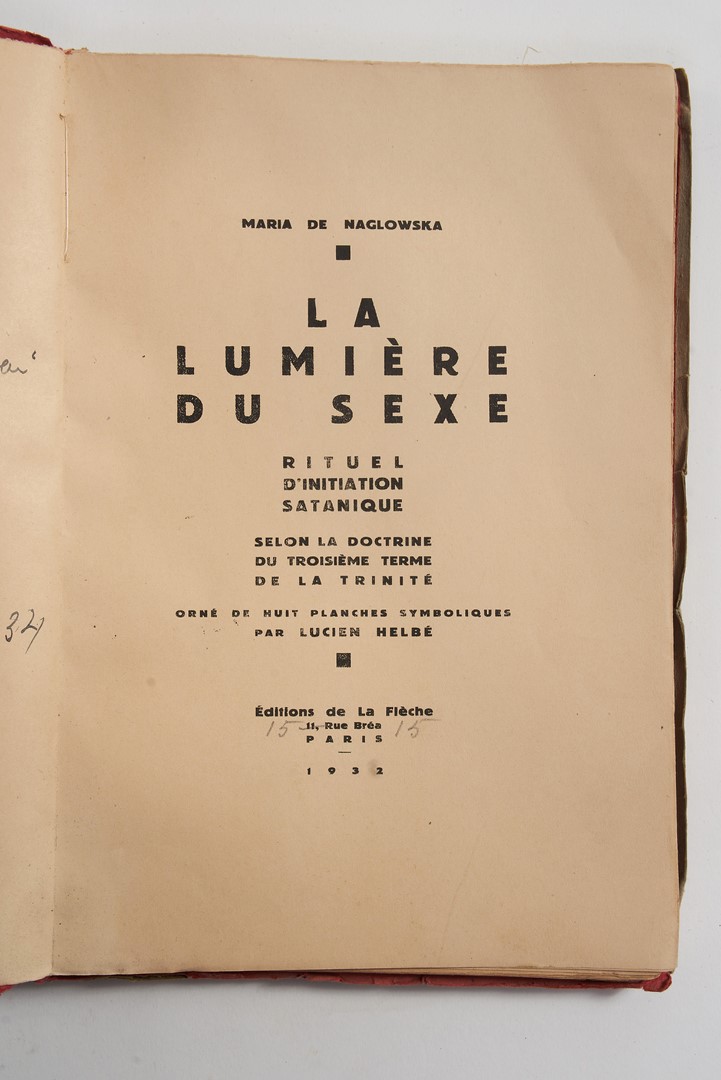 MARIA DE NAGLOWSKA
LA
LUMIÈRE
DU SEXE
RITUEL
D'INITIATION
SATANIQUE
SELON LA DOCTRINE
DU TROISIÈME TERME
DE LA TRINITÉ
ORNÉ DE HUIT PLANCHES SYMBOLIQUES
PAR LUCIEN HELBÉ
Éditions de La Flèche
15 11, Rue Bréa 15
PARIS
1932